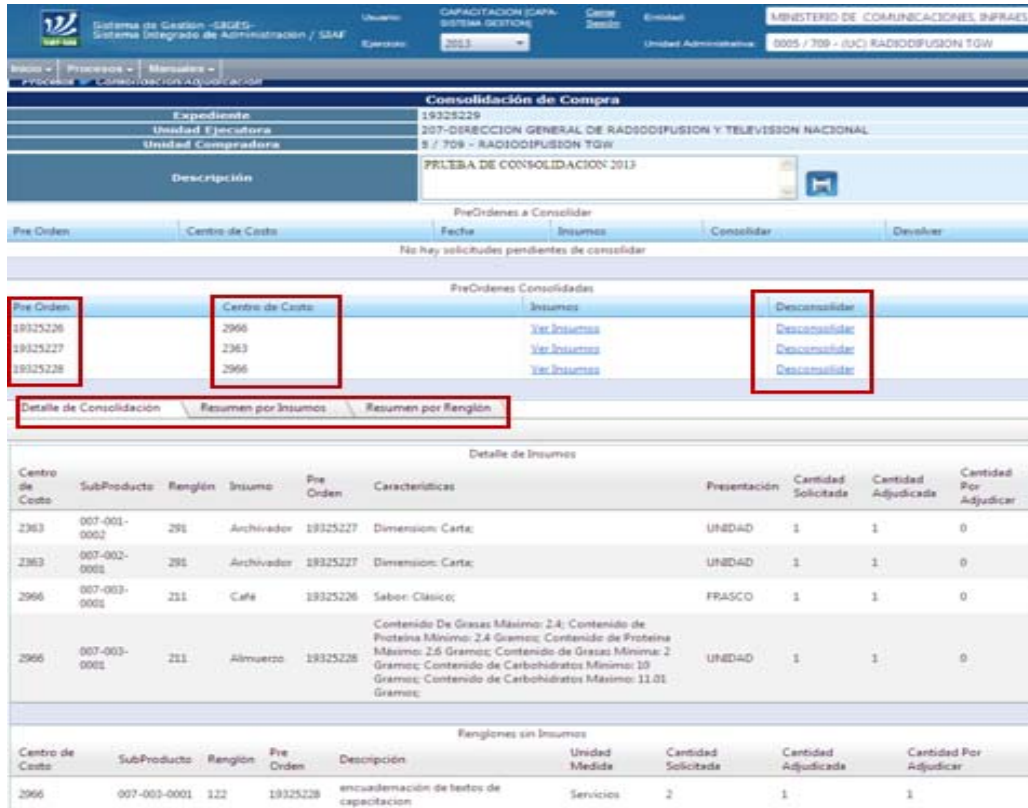 Sistema de Gestion -SIGES-
Sistema Integrado de Administración / SIAF
Usuario: CAPACITACION [CAPA- SISTEMA GESTION]
Cerrar Sesión
Entidad: MINISTERIO DE COMUNICACIONES, INFRAES
Ejercicio: 2013
Unidad Administrativa: 0005 / 709 - (UC) RADIODIFUSION TGW
Inicio Procesos Manuales
Procesos Consolidación Adjudicación
Consolidación de Compra
Expediente 19325229
Unidad Ejecutora 207-DIRECCION GENERAL DE RADIODIFUSION Y TELEVISION NACIONAL
Unidad Compradora 5 / 709 - RADIODIFUSION TGW
Descripción PRUEBA DE CONSOLIDACION 2013
PreOrdenes a Consolidar
Pre Orden Centro de Costo Fecha Insumos Consolidar Devolver
No hay solicitudes pendientes de consolidar
PreOrdenes Consolidadas
Pre Orden Centro de Costo Insumos Desconsolidar
19325226 2966 Ver Insumos Desconsolidar
19325227 2363 Ver Insumos Desconsolidar
19325228 2966 Ver Insumos Desconsolidar
Detalle de Consolidación Resumen por Insumos Resumen por Renglón
Detalle de Insumos
Centro de Costo SubProducto Renglón Insumo Pre Orden Características Presentación Cantidad Solicitada Cantidad Adjudicada Cantidad Por Adjudicar
2363 007-001-0002 291 Archivador 19325227 Dimension: Carta; UNIDAD 1 1 0
2363 007-002-0001 291 Archivador 19325227 Dimension: Carta; UNIDAD 1 1 0
2966 007-003-0001 211 Café 19325226 Sabor: Clásico; FRASCO 1 1 0
2966 007-003-0001 211 Almuerzo 19325228 Contenido De Grasas Máximo: 2.4; Contenido de Proteina Mínimo: 2.4 Gramos; Contenido de Proteina Máximo: 2.6 Gramos; Contenido de Grasas Mínima: 2 Gramos; Contenido de Carbohidratos Mínimo: 10 Gramos; Contenido de Carbohidratos Máximo: 11.01 Gramos; UNIDAD 1 1 0
Renglones sin Insumos
Centro de Costo SubProducto Renglón Pre Orden Descripción Unidad Medida Cantidad Solicitada Cantidad Adjudicada Cantidad Por Adjudicar
2966 007-003-0001 122 19325228 encuadernación de textos de capacitacion Servicios 2 1 1